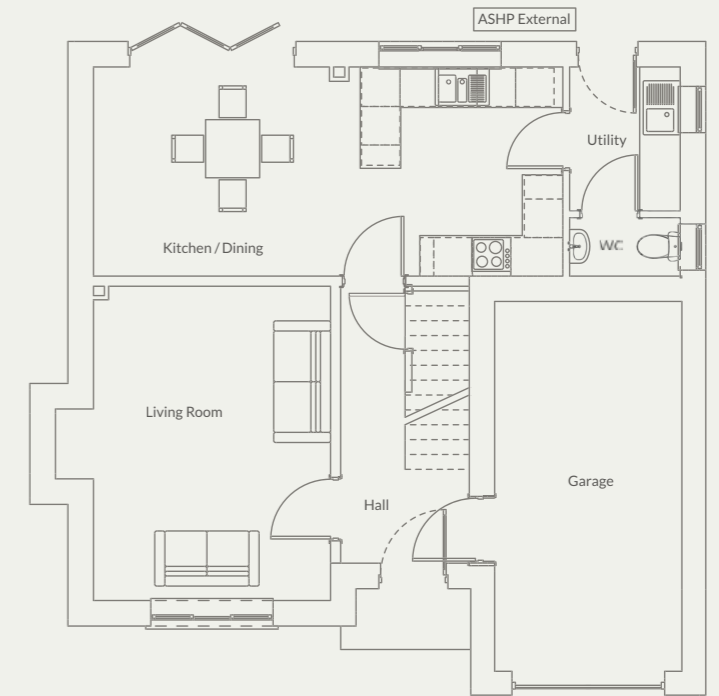 ASHP External
Utility
Kitchen / Dining
WC
Living Room
Garage
Hall